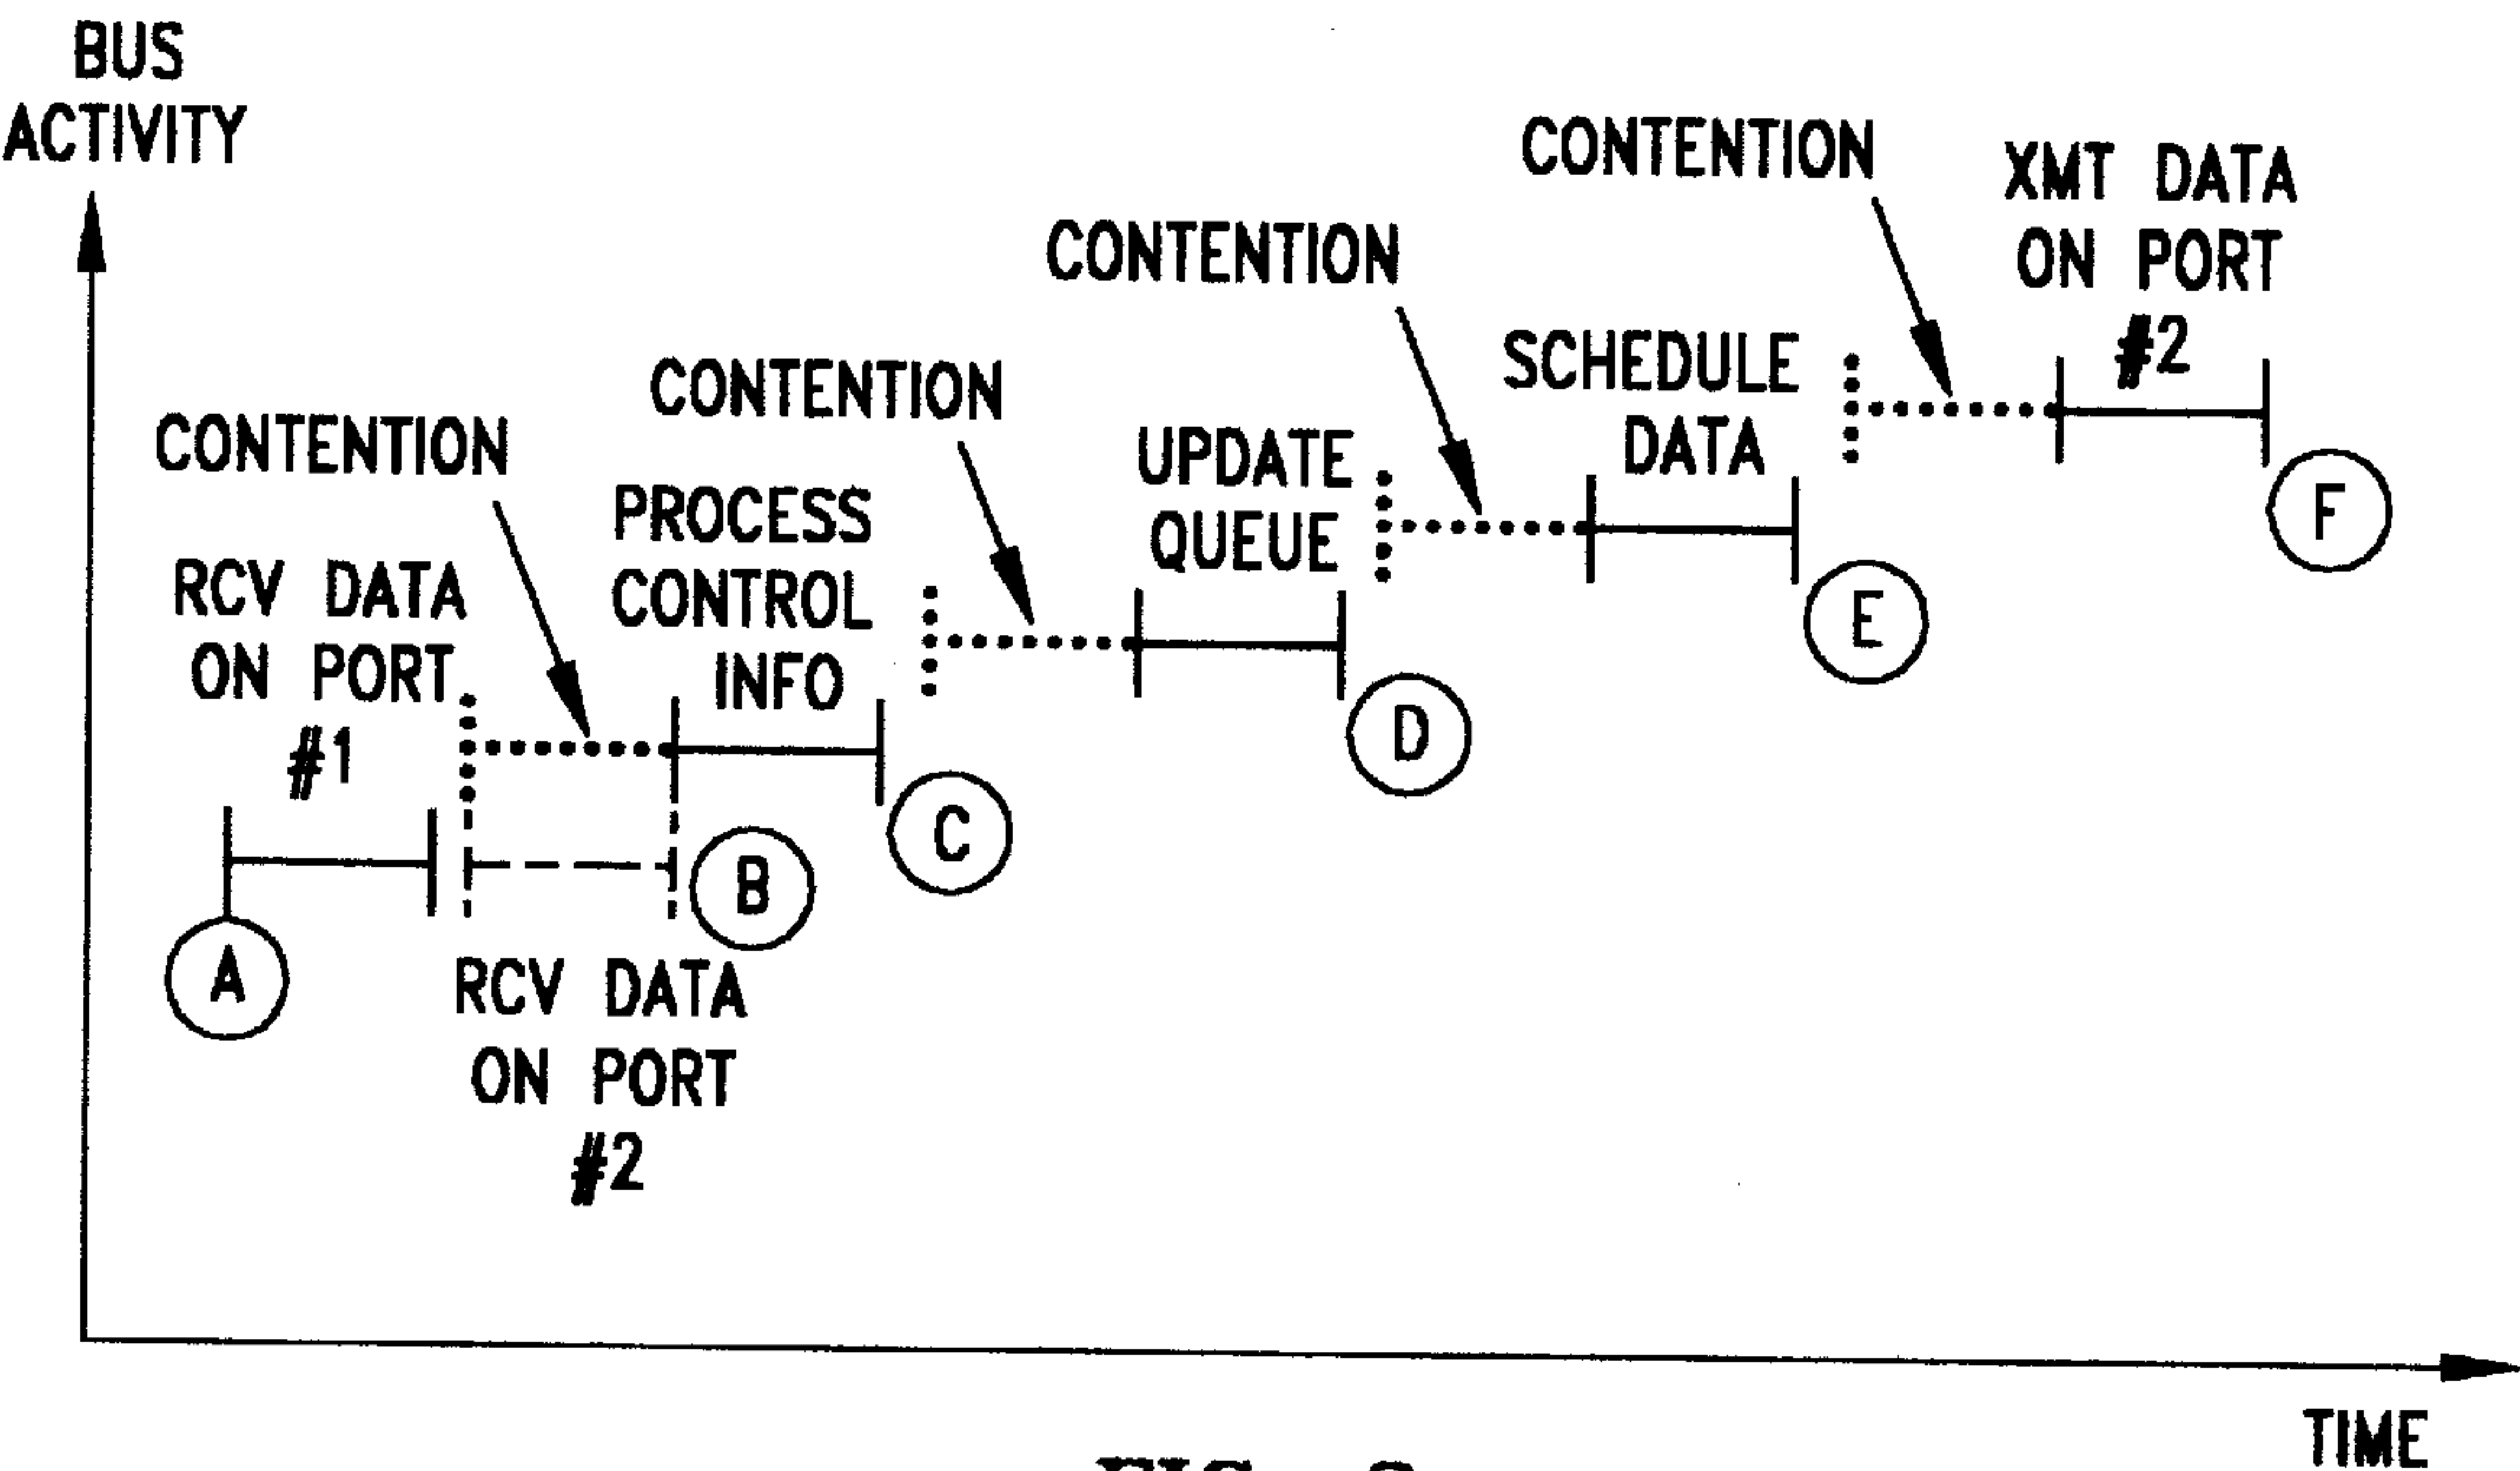 BUS
ACTIVITY
CONTENTION
XMT DATA
ON PORT
#2
CONTENTION
SCHEDULE
DATA
CONTENTION
UPDATE
QUEUE
CONTENTION
PROCESS
CONTROL
INFO
RCV DATA
ON PORT
#1
F
E
D
C
B
A
RCV DATA
ON PORT
#2
TIME